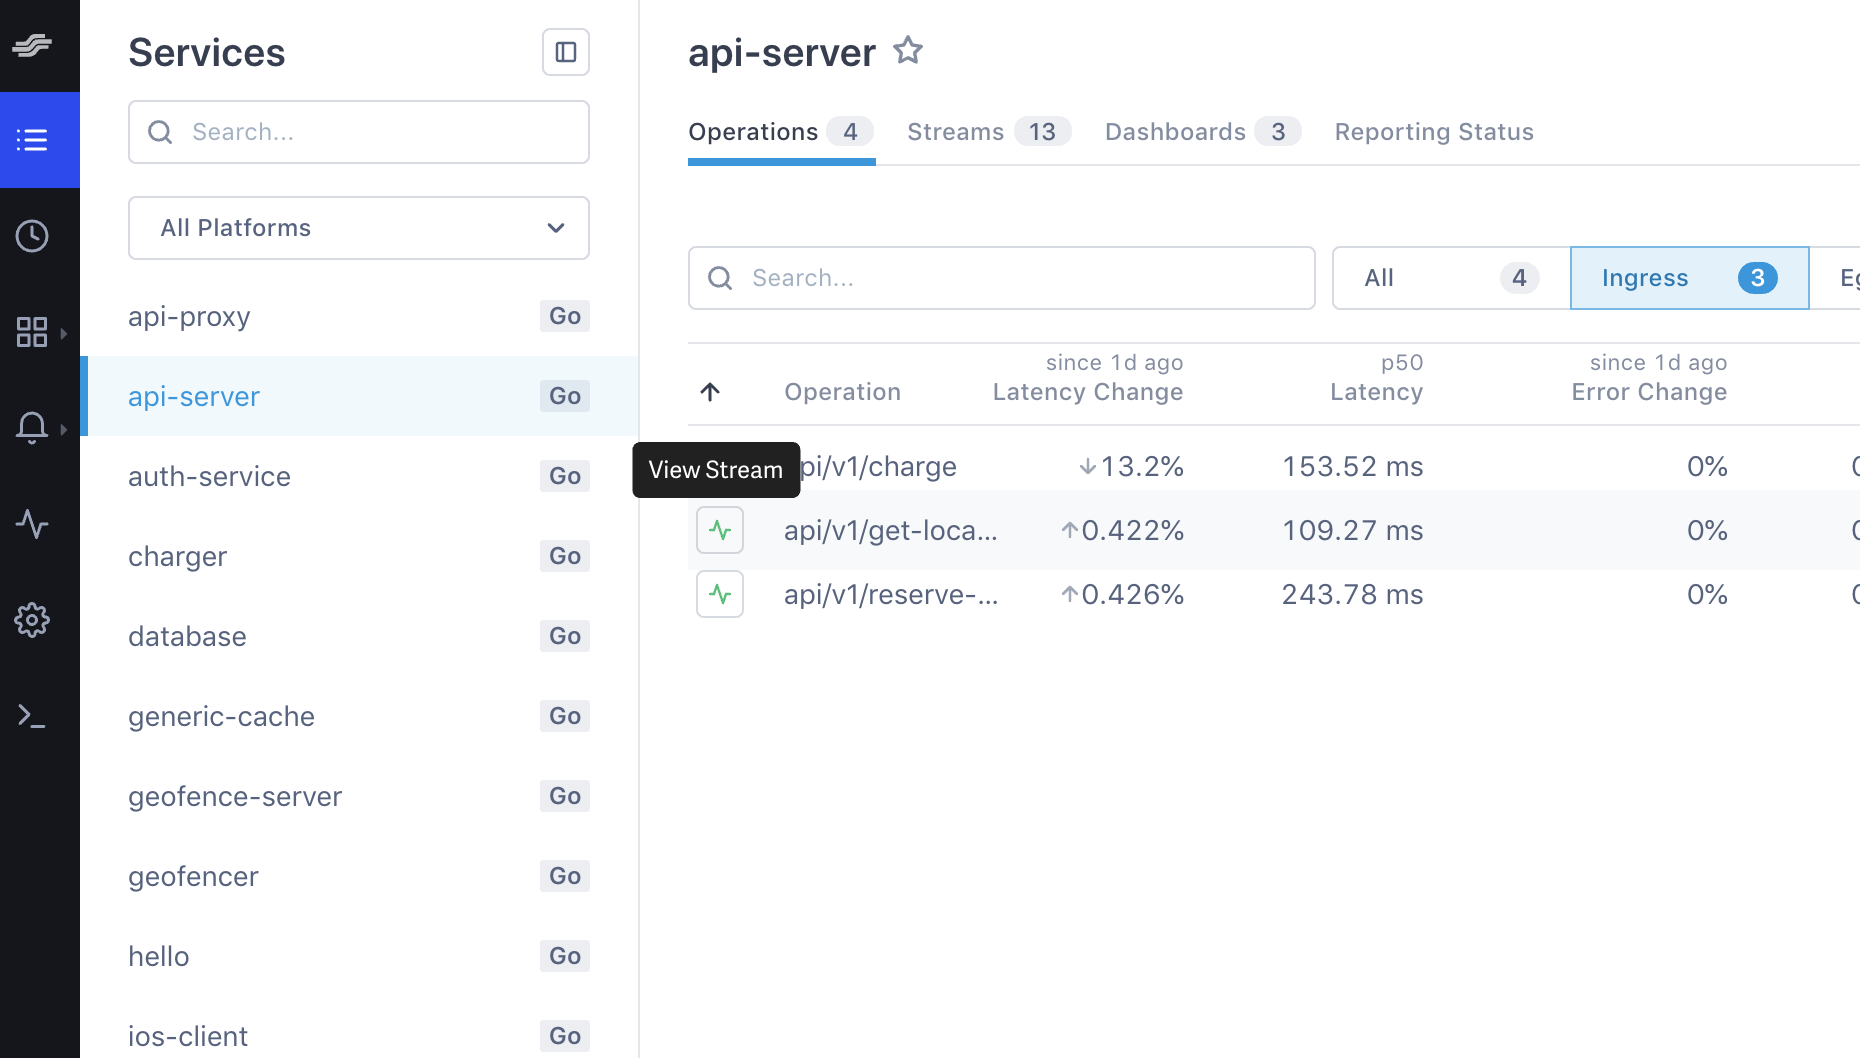 Services
Search...
All Platforms
api-proxy Go
api-server Go
auth-service Go
charger Go
database Go
generic-cache Go
geofence-server Go
geofencer Go
hello Go
ios-client Go
api-server
Operations 4 Streams 13 Dashboards 3 Reporting Status
Search...
All 4 Ingress 3
since 1d ago p50 since 1d ago
Operation Latency Change Latency Error Change
View Stream
pi/v1/charge ↓13.2% 153.52 ms 0%
api/v1/get-loca... ↑0.422% 109.27 ms 0%
api/v1/reserve-... ↑0.426% 243.78 ms 0%